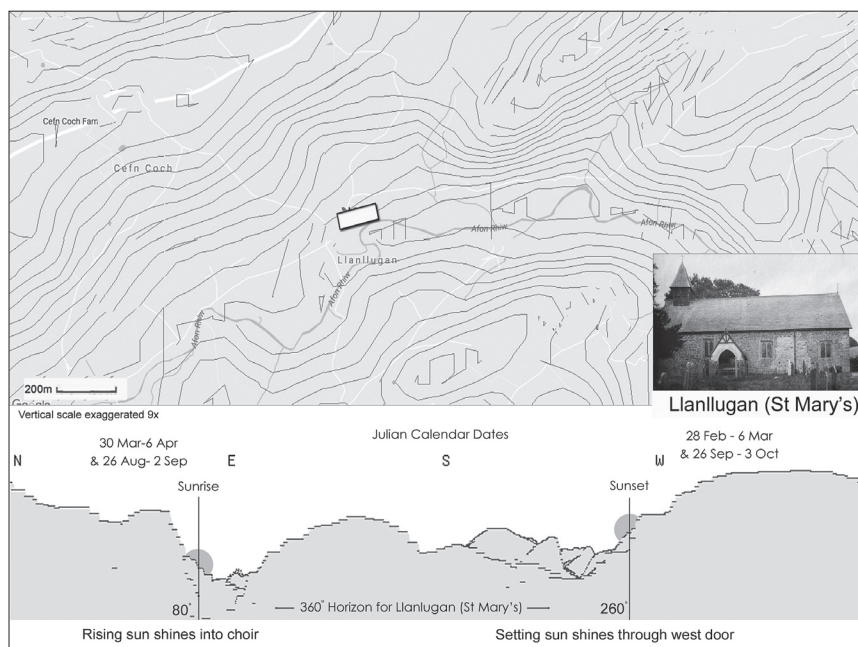 Cefn Coch Farm
Cefn Coch
Llanllugan
Afon Rhiw
Afon Rhiw
Afon Rhiw
Afon Rhiw
200m
Google
Vertical scale exaggerated 9x
Llanllugan (St Mary's)
Julian Calendar Dates
30 Mar-6 Apr
& 26 Aug- 2 Sep
28 Feb - 6 Mar
& 26 Sep - 3 Oct
N
E
S
W
Sunrise
Sunset
80°
360° Horizon for Llanlugan (St Mary's)
260°
Rising sun shines into choir
Setting sun shines through west door